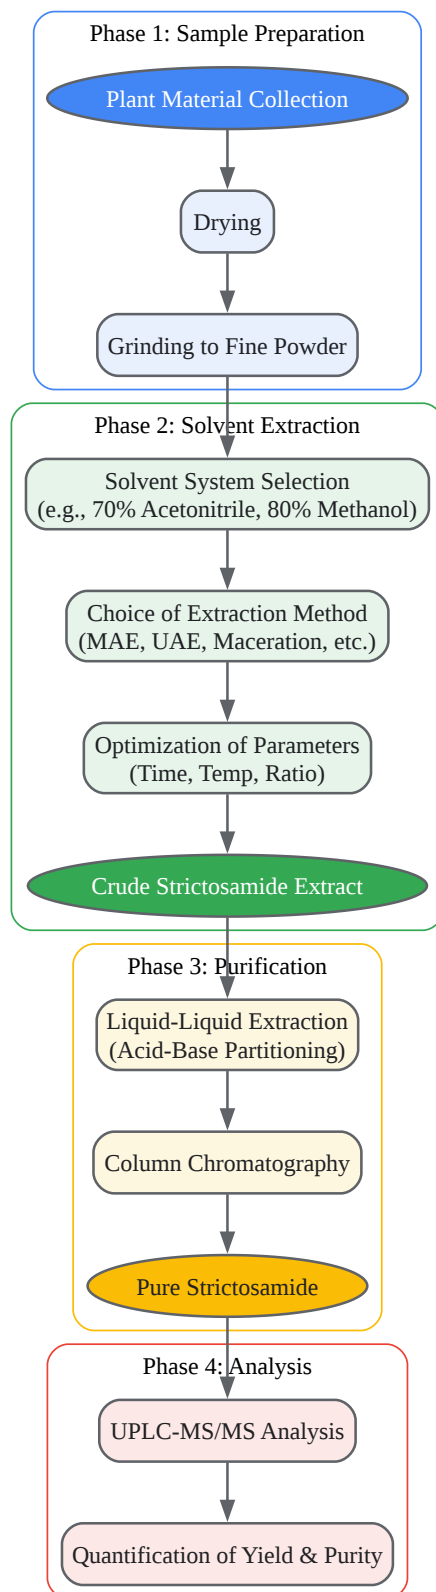 Phase 1: Sample Preparation
Plant Material Collection
Drying
Grinding to Fine Powder
Phase 2: Solvent Extraction
Solvent System Selection
(e.g., 70% Acetonitrile, 80% Methanol)
Choice of Extraction Method
(MAE, UAE, Maceration, etc.)
Optimization of Parameters
(Time, Temp, Ratio)
Crude Strictosamide Extract
Phase 3: Purification
Liquid-Liquid Extraction
(Acid-Base Partitioning)
Column Chromatography
Pure Strictosamide
Phase 4: Analysis
UPLC-MS/MS Analysis
Quantification of Yield & Purity